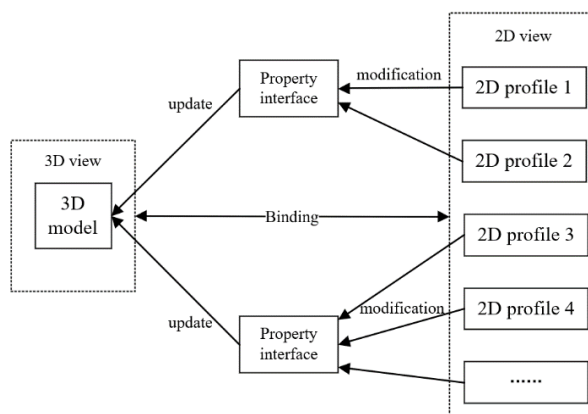 2D view
Property
interface
modification
2D profile 1
update
2D profile 2
3D view
3D
model
Binding
2D profile 3
modification
2D profile 4
update
Property
interface
......